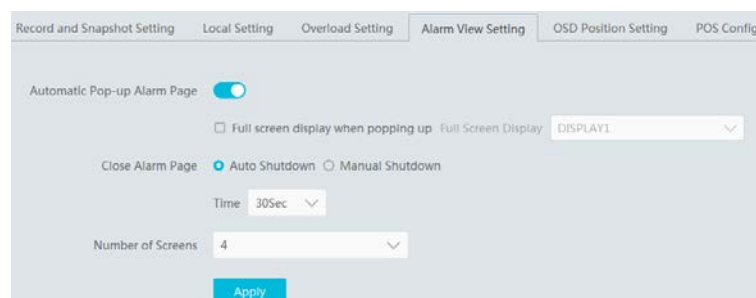 Record and Snapshot Setting Local Setting Overload Setting Alarm View Setting OSD Position Setting POS Config
Automatic Pop-up Alarm Page
Full screen display when popping up Full Screen Display DISPLAY1
Close Alarm Page Auto Shutdown Manual Shutdown
Time 30Sec
Number of Screens 4
Apply